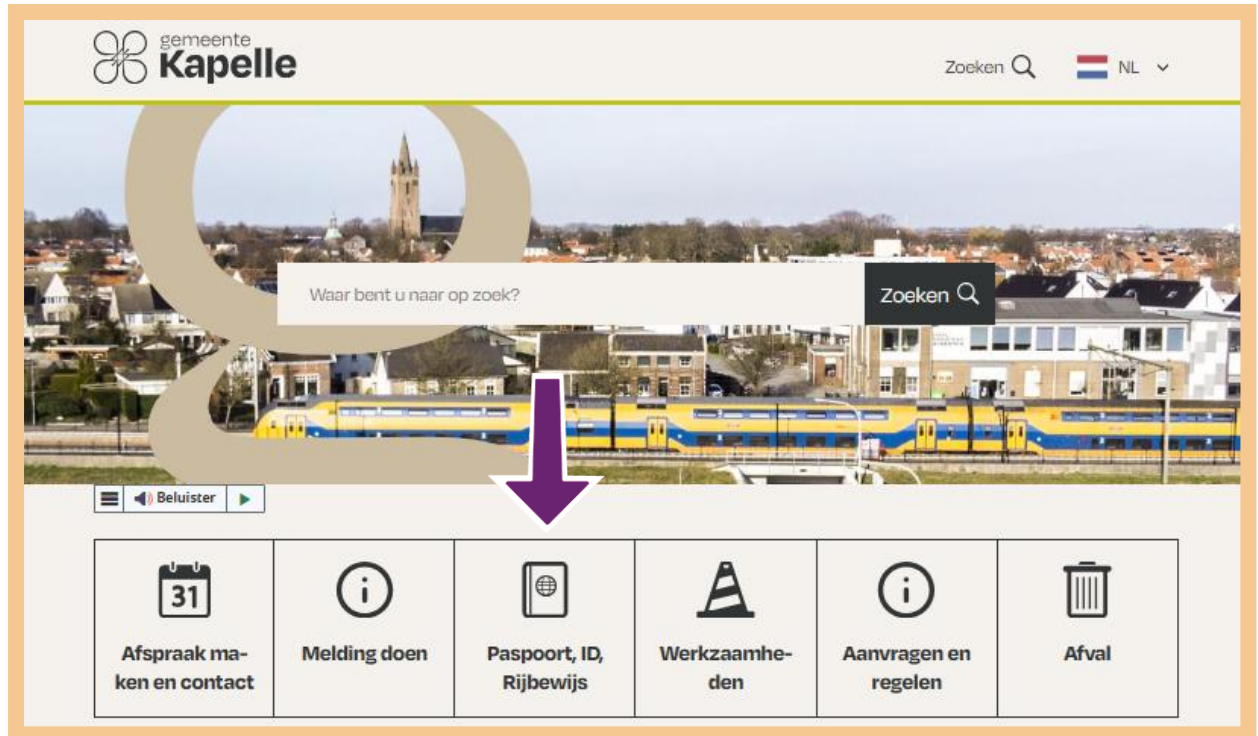 gemeente
Kapelle
Zoeken
NL
Waar bent u naar op zoek?
Zoeken
Beluister
31
Afspraak ma-
ken en contact
Melding doen
Paspoort, ID,
Rijbewijs
Werkzaamhe-
den
Aanvragen en
regelen
Afval